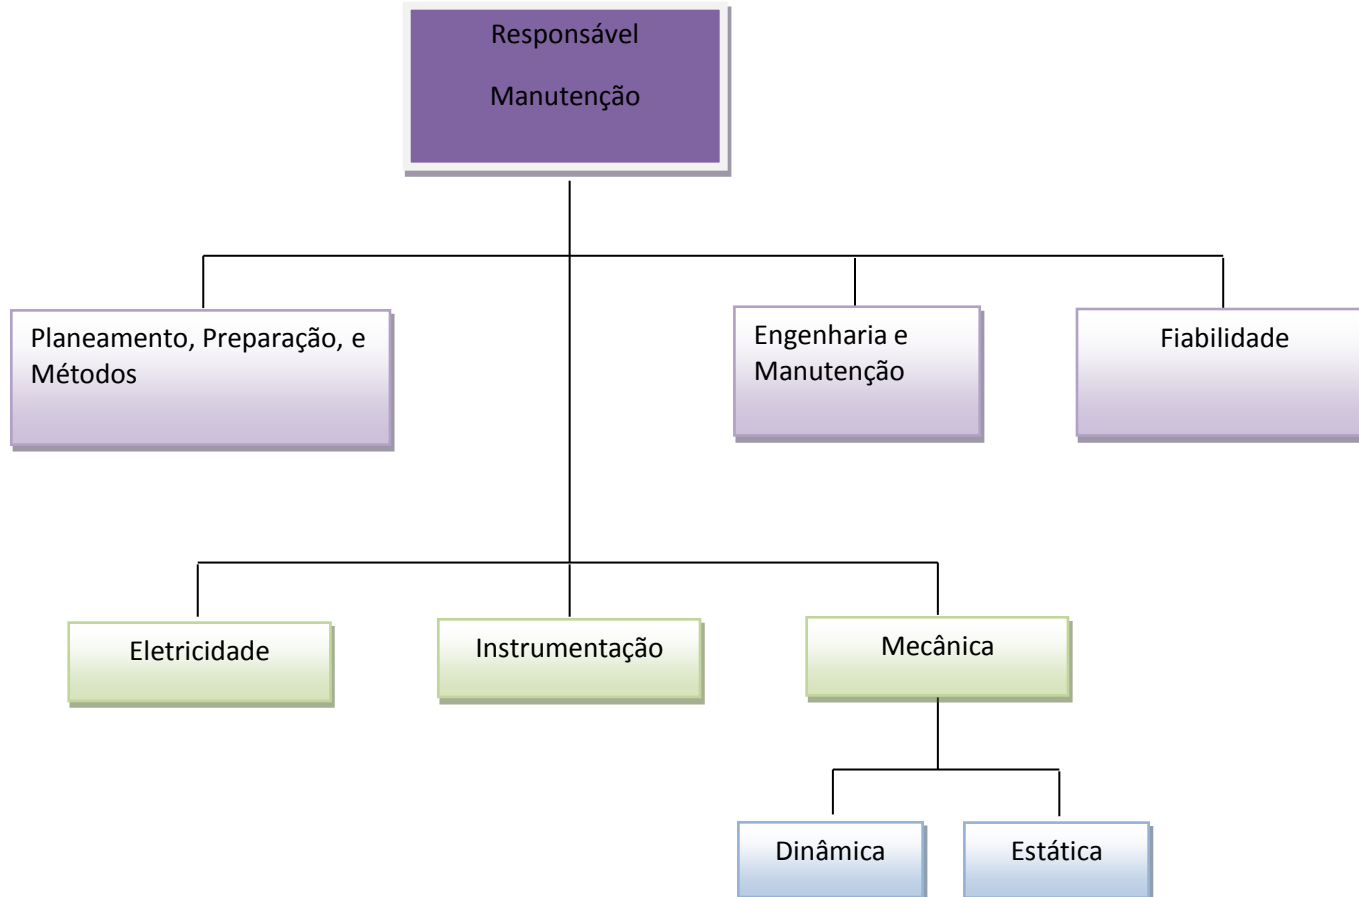 Responsável
Manutenção
Planeamento, Preparação, e
Métodos
Engenharia e
Manutenção
Fiabilidade
Eletricidade
Instrumentação
Mecânica
Dinâmica
Estática